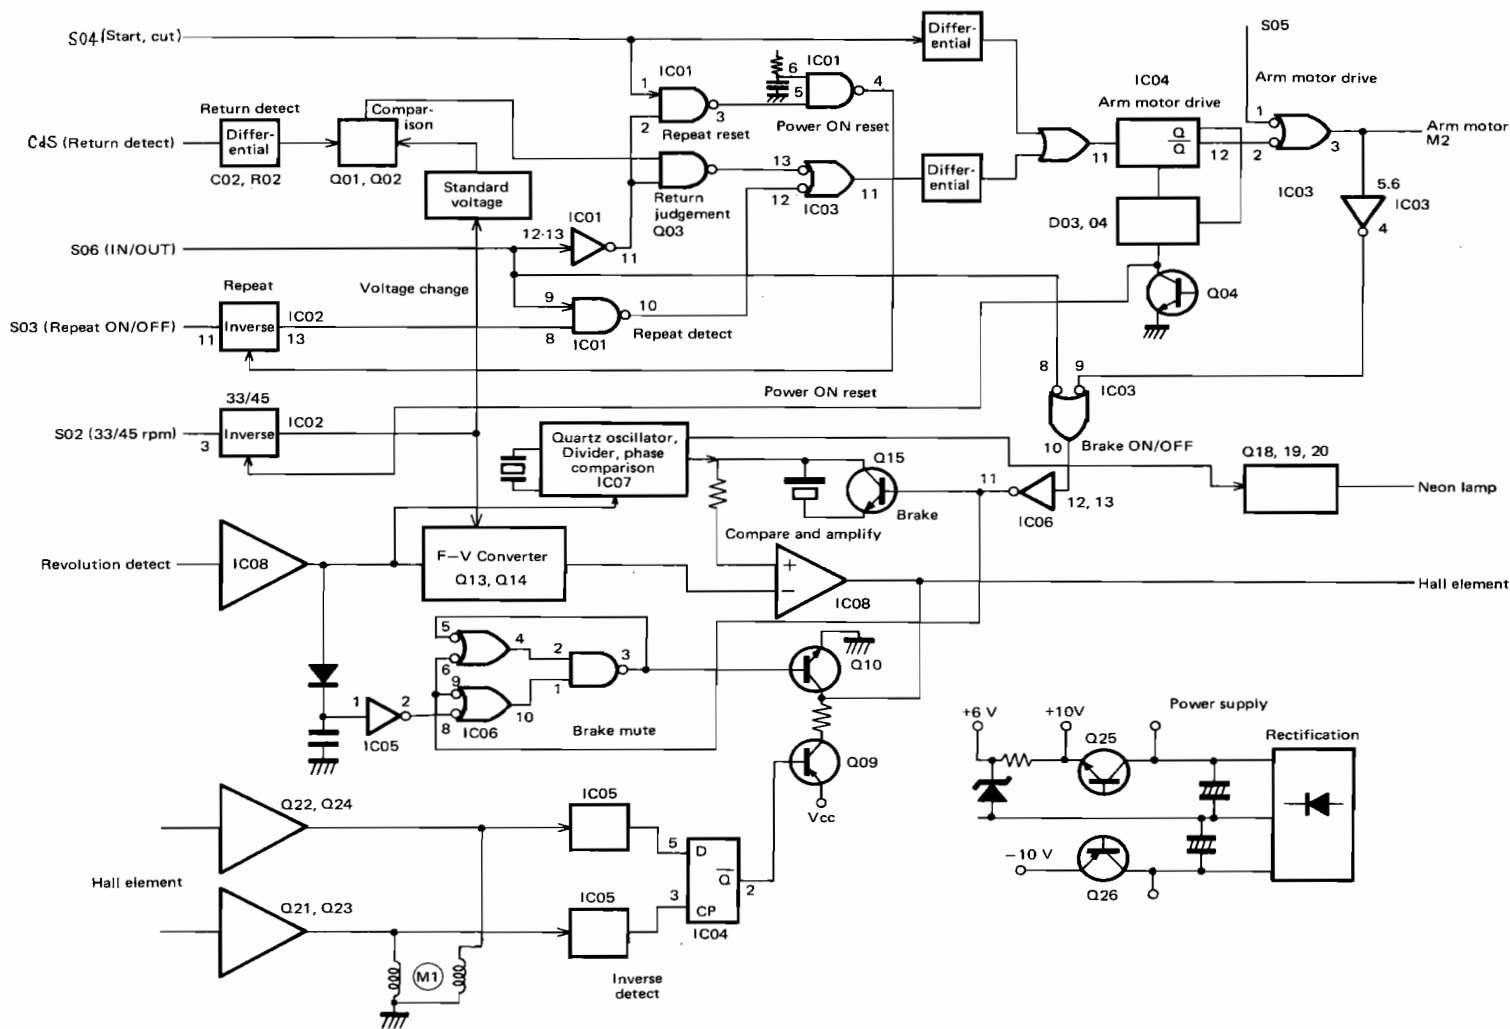 S04 (Start, cut)
Differ-
ential
S05
IC01
1
2
3
Repeat reset
6
5
IC01
4
Power ON reset
IC04
Arm motor drive
Arm motor drive
1
2
3
IC03
Arm motor
M2
Return detect
Compar-
ison
CdS (Return detect)
Differ-
ential
C02, R02
Q01, Q02
Standard
voltage
Return
judgement
Q03
13
12
11
IC03
Differ-
ential
11
Q
Q
12
5.6
IC03
4
D03, 04
Q04
S06 (IN/OUT)
12·13
IC01
11
Voltage change
Repeat
S03 (Repeat ON/OFF)
11
Inverse
IC02
13
9
8
10
IC01
Repeat detect
Power ON reset
8
9
IC03
10
Brake ON/OFF
33/45
S02 (33/45 rpm)
3
Inverse
IC02
Quartz oscillator,
Divider, phase
comparison
IC07
Q15
Brake
11
12, 13
IC06
Q18, 19, 20
Neon lamp
Revolution detect
IC08
F–V Converter
Q13, Q14
Compare and amplify
+
−
IC08
Hall element
5
6
4
2
1
3
9
8
10
IC06
1
2
IC05
Brake mute
Q10
Q09
Vcc
Power supply
+6 V
+10V
Q25
Rectification
−10 V
Q26
Hall element
Q22, Q24
Q21, Q23
IC05
IC05
5
D
Q
2
3
CP
IC04
M1
Inverse
detect